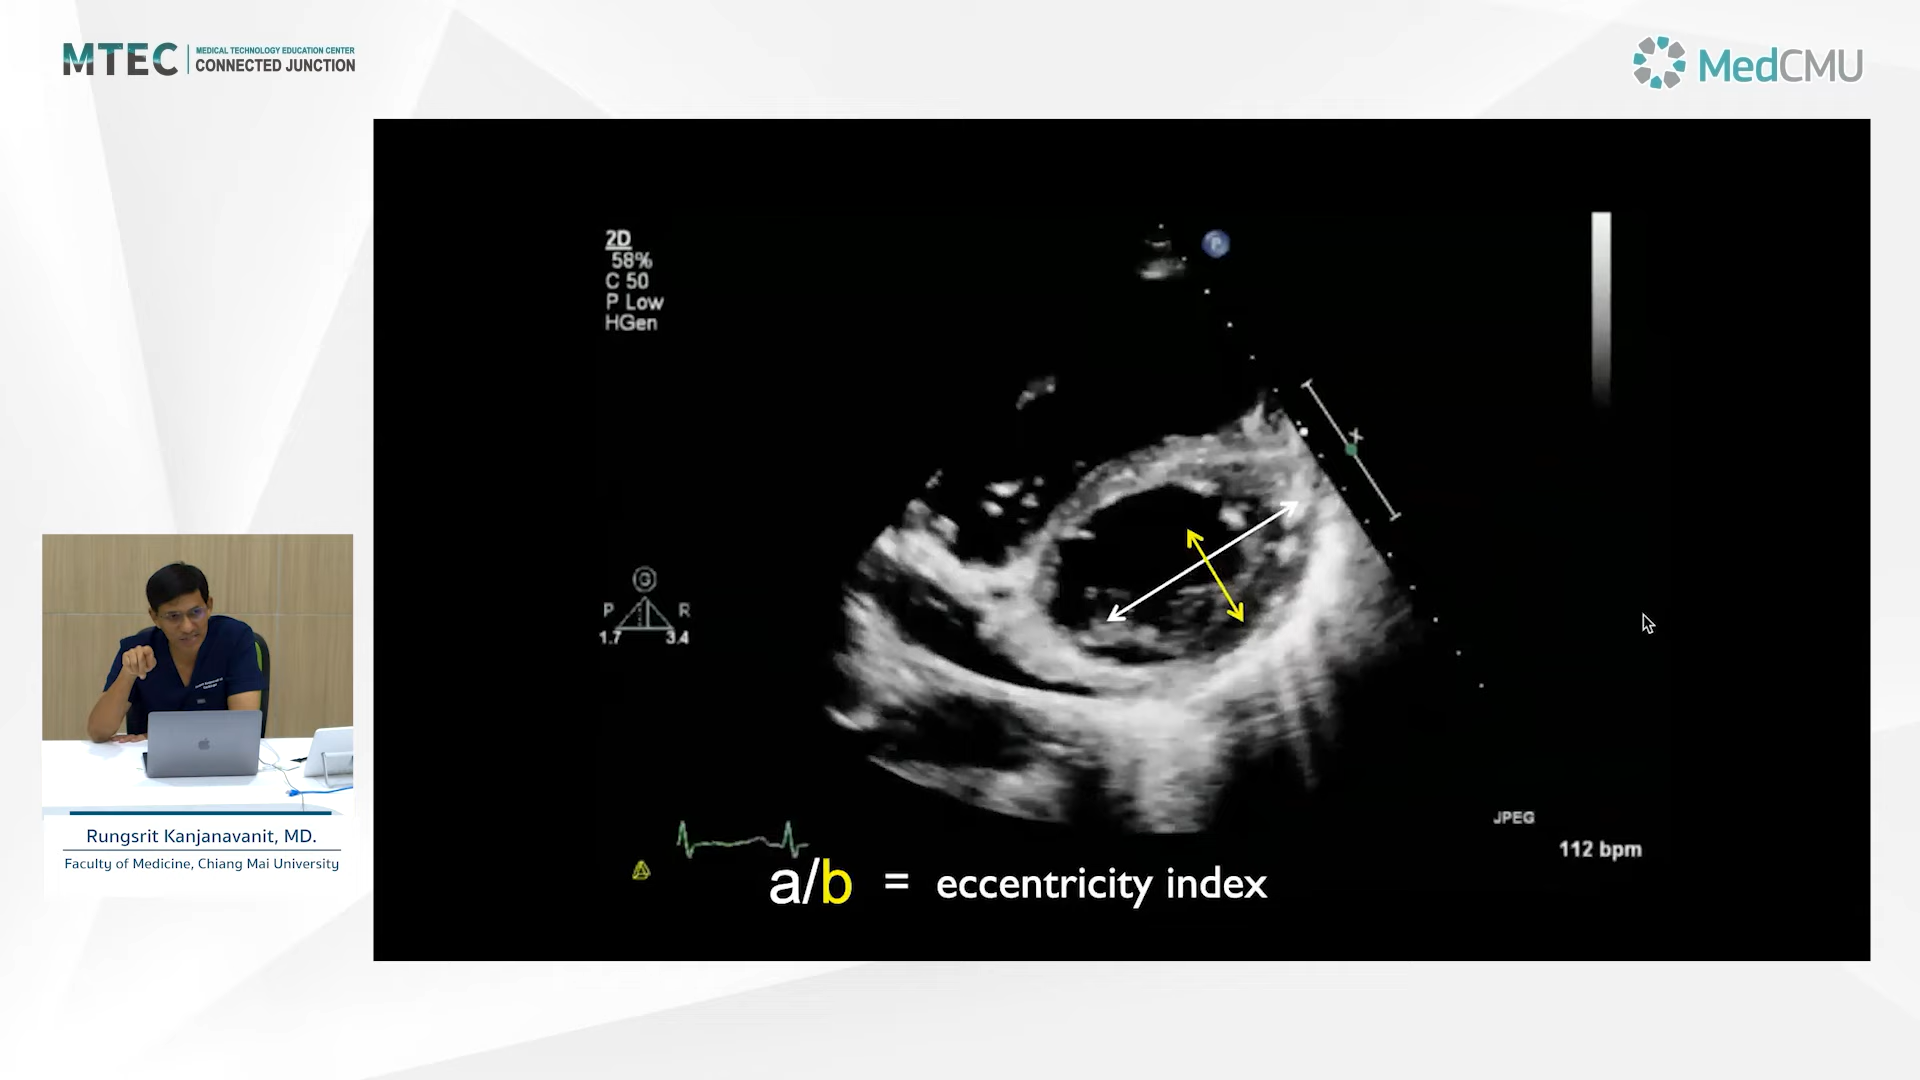 MTEC
MEDICAL TECHNOLOGY EDUCATION CENTER
CONNECTED JUNCTION
MedCMU
2D
58%
C 50
P Low
HGen
P
G
P R
1.7 3.4
x
JPEG
112 bpm
a/b = eccentricity index
Rungsrit Kanjanavanit, MD.
Faculty of Medicine, Chiang Mai University